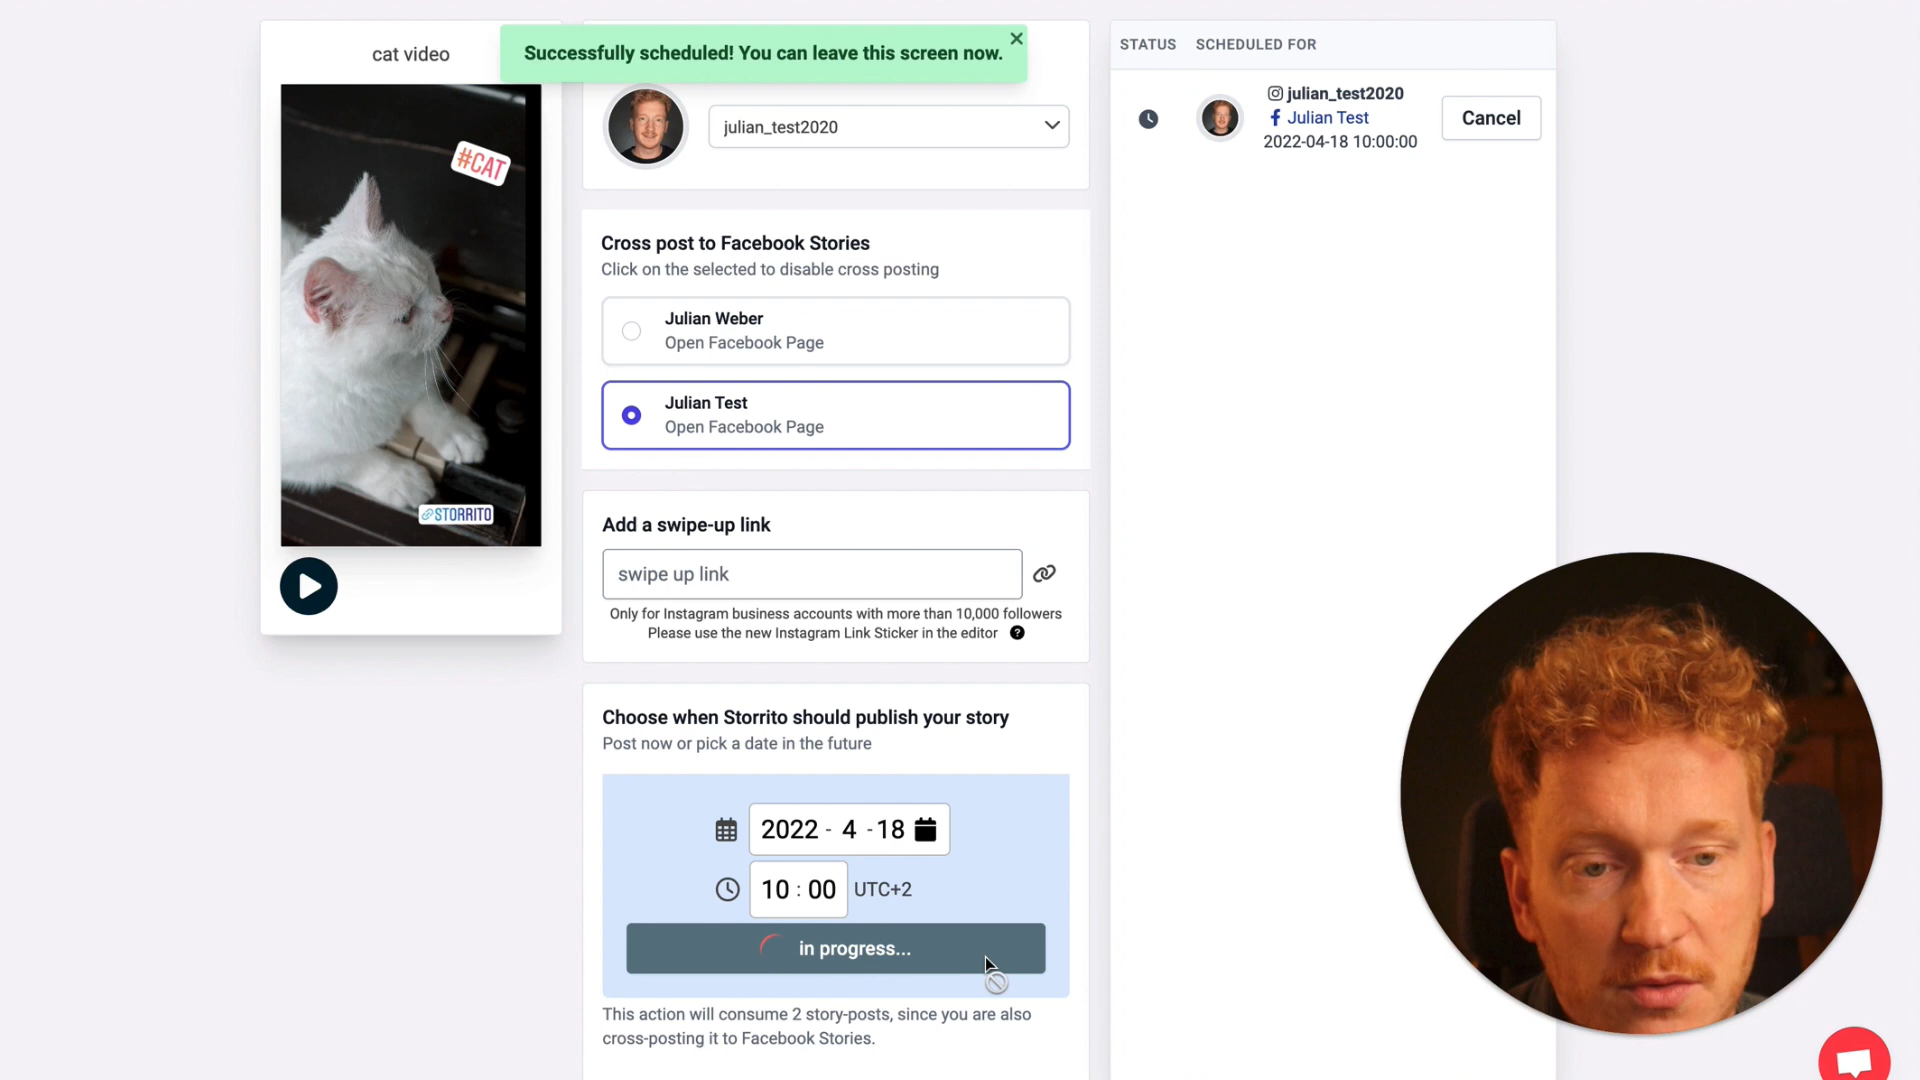 cat video
#CAT
STORRITO
Successfully scheduled! You can leave this screen now.
julian_test2020
Cross post to Facebook Stories
Click on the selected to disable cross posting
Julian Weber
Open Facebook Page
Julian Test
Open Facebook Page
Add a swipe-up link
swipe up link
Only for Instagram business accounts with more than 10,000 followers
Please use the new Instagram Link Sticker in the editor
Choose when Storrito should publish your story
Post now or pick a date in the future
2022 - 4 - 18
10 : 00 UTC+2
in progress...
This action will consume 2 story-posts, since you are also
cross-posting it to Facebook Stories.
STATUS SCHEDULED FOR
julian_test2020
Julian Test
2022-04-18 10:00:00
Cancel